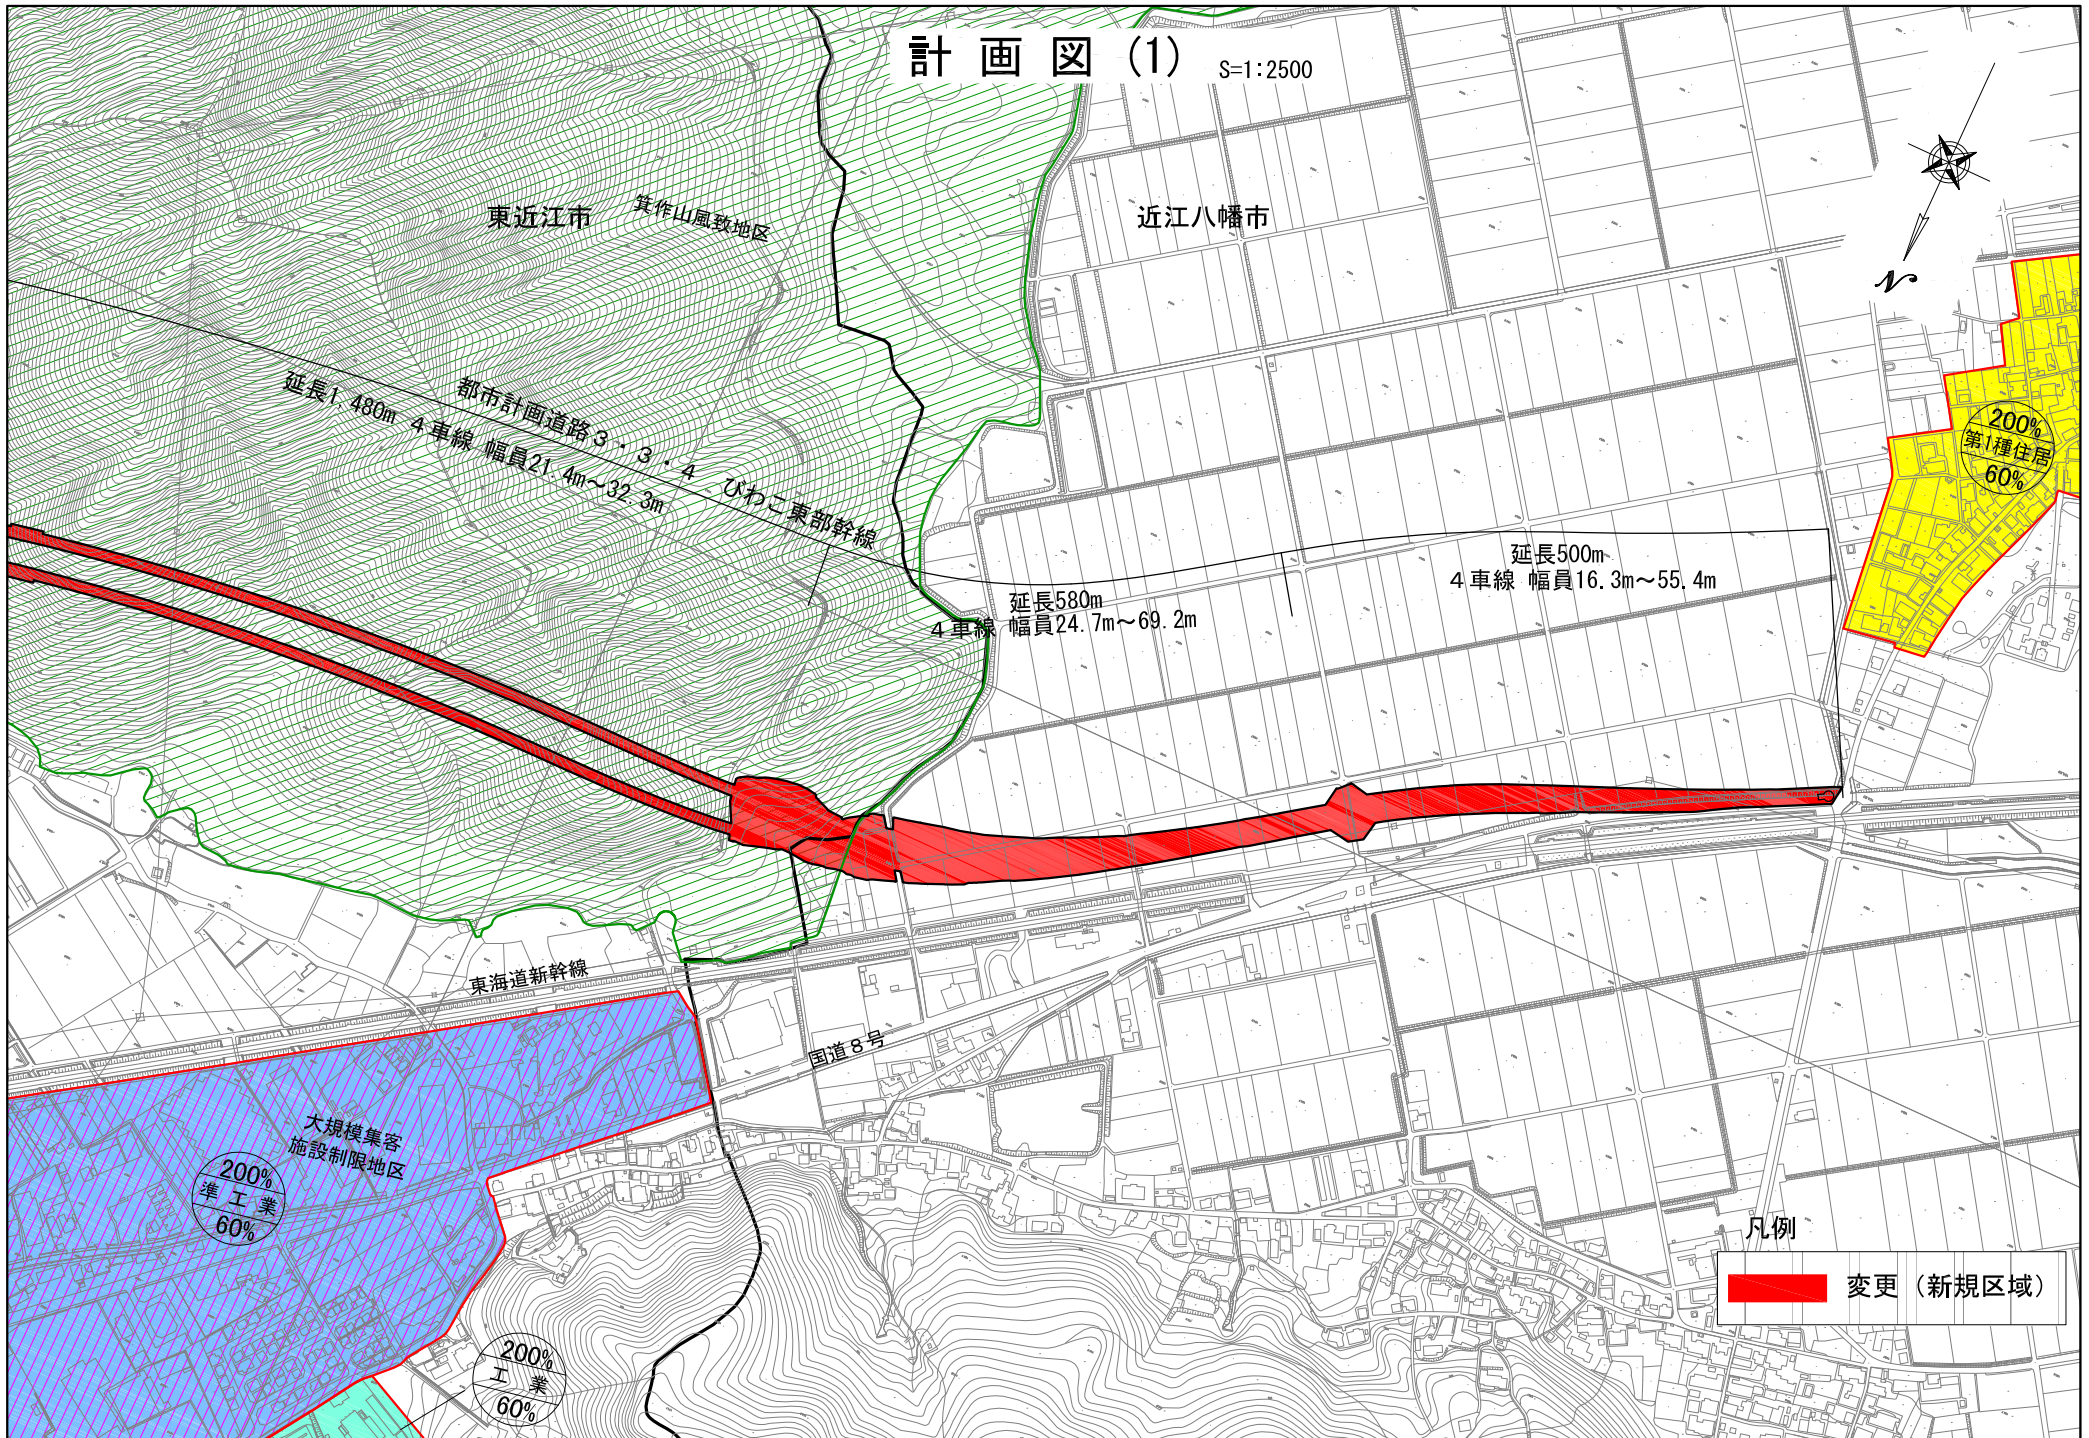 計画図(1) S=1:2500
東近江市
箕作山風致地区
近江八幡市
N
都市計画道路3・3・4 びわこ東部幹線
延長1,480m 4車線 幅員21.4m～32.3m
延長580m
4車線 幅員24.7m～69.2m
延長500m
4車線 幅員16.3m～55.4m
200%
第1種住居
60%
東海道新幹線
国道8号
大規模集客
施設制限地区
200%
準工業
60%
200%
工業
60%
凡例
変更（新規区域）